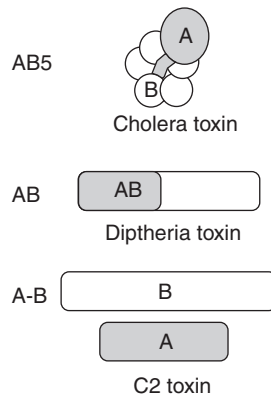 A
AB5
B
Cholera toxin
AB
AB
Diptheria toxin
A-B
B
A
C2 toxin